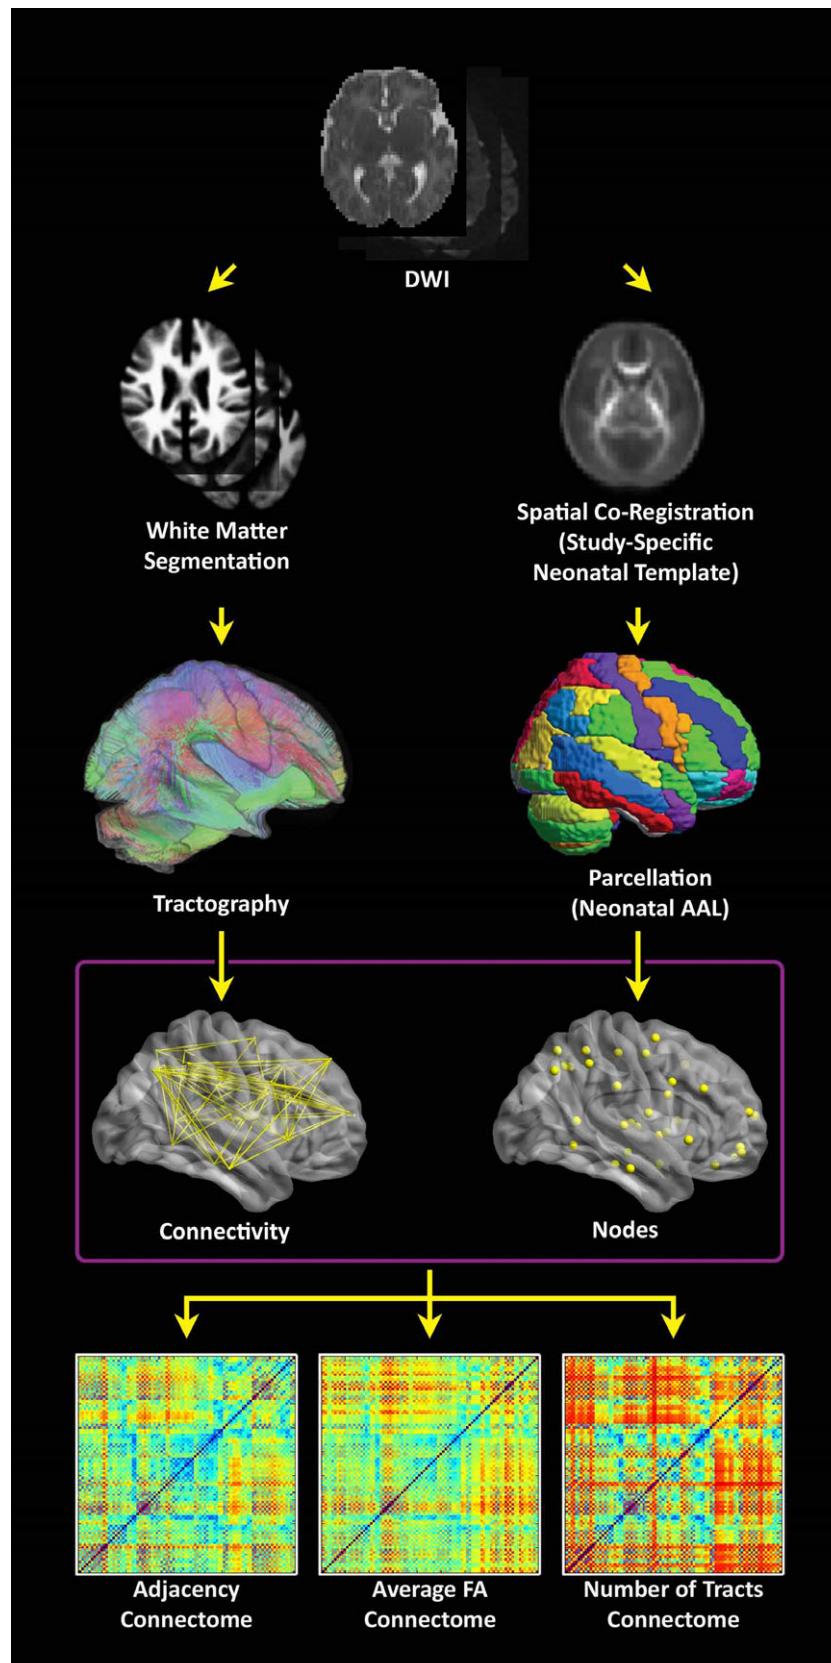 DWI
White Matter
Segmentation
Spatial Co-Registration
(Study-Specific
Neonatal Template)
Tractography
Parcellation
(Neonatal AAL)
Connectivity
Nodes
Adjacency
Connectome
Average FA
Connectome
Number of Tracts
Connectome